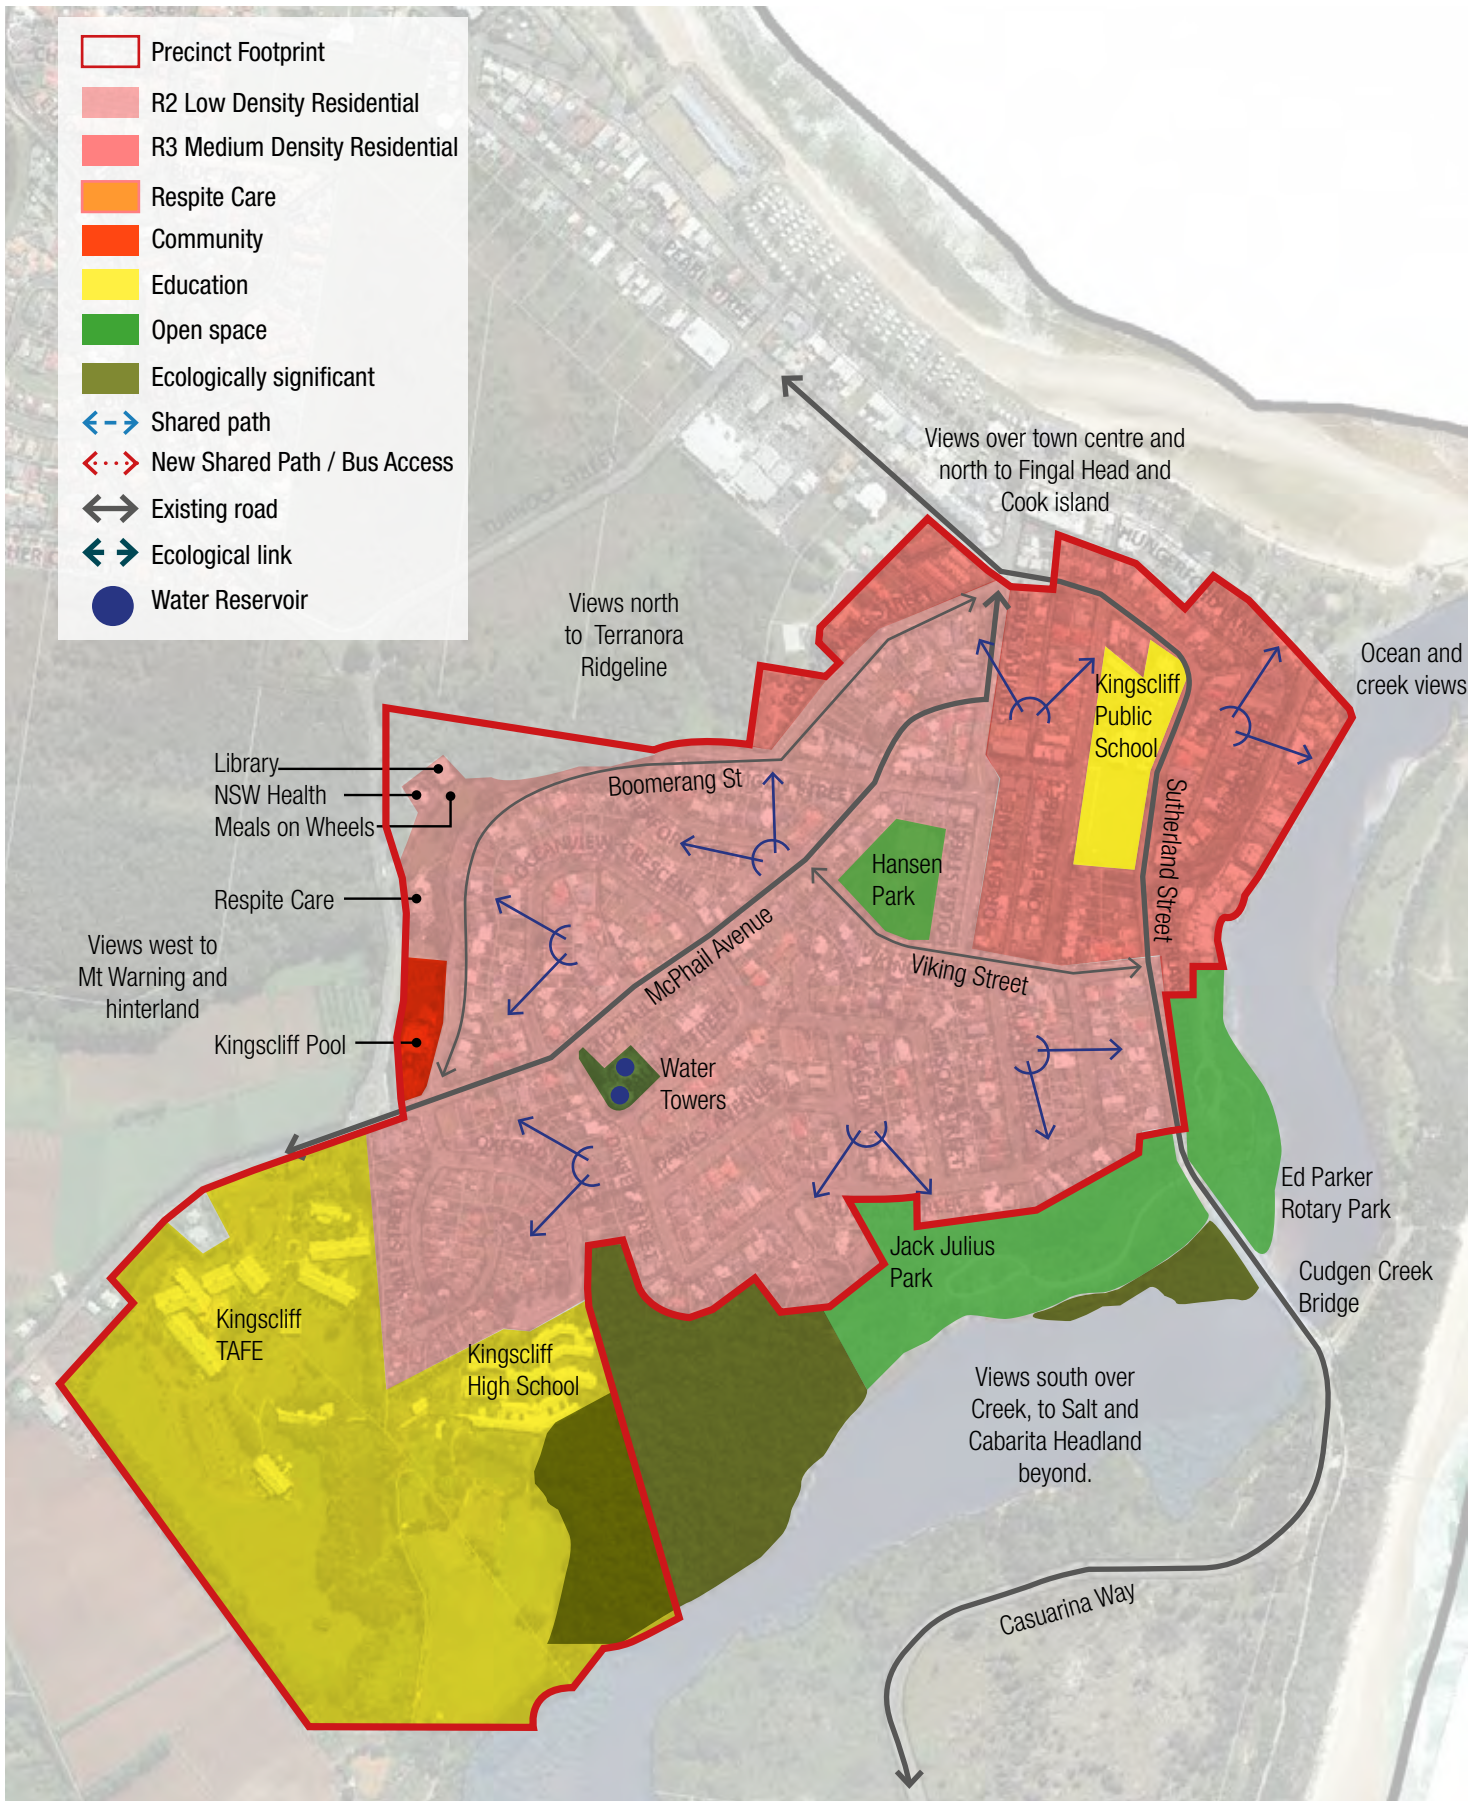 Precinct Footprint
R2 Low Density Residential
R3 Medium Density Residential
Respite Care
Community
Education
Open space
Ecologically significant
Shared path
New Shared Path / Bus Access
Existing road
Ecological link
Water Reservoir
Views over town centre and
north to Fingal Head and
Cook island
Views north
to Terranora
Ridgeline
Ocean and
creek views
Kingscliff
Public
School
Library
NSW Health
Meals on Wheels
Boomerang St
Sutherland Street
Hansen
Park
Respite Care
McPhail Avenue
Viking Street
Views west to
Mt Warning and
hinterland
Kingscliff Pool
Water
Towers
Ed Parker
Rotary Park
Jack Julius
Park
Cudgen Creek
Bridge
Kingscliff
TAFE
Kingscliff
High School
Views south over
Creek, to Salt and
Cabarita Headland
beyond.
Casuarina Way